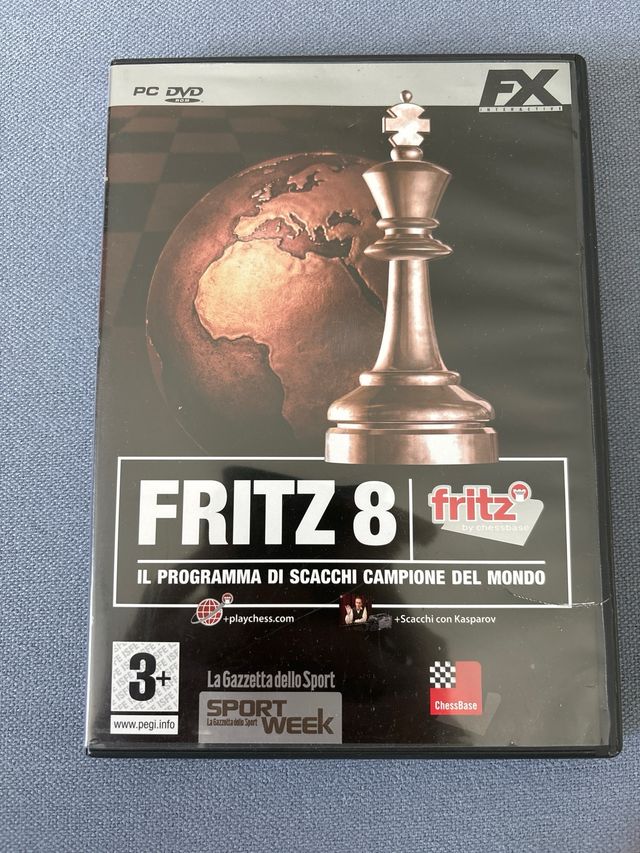 PC DVD
ROM
FX
INTERACTIVE
FRITZ 8
fritz
by chessbase
IL PROGRAMMA DI SCACCHI CAMPIONE DEL MONDO
+playchess.com
+Scacchi con Kasparov
3+
www.pegi.info
La Gazzetta dello Sport
SPORT
La Gazzetta dello Sport
WEEK
ChessBase